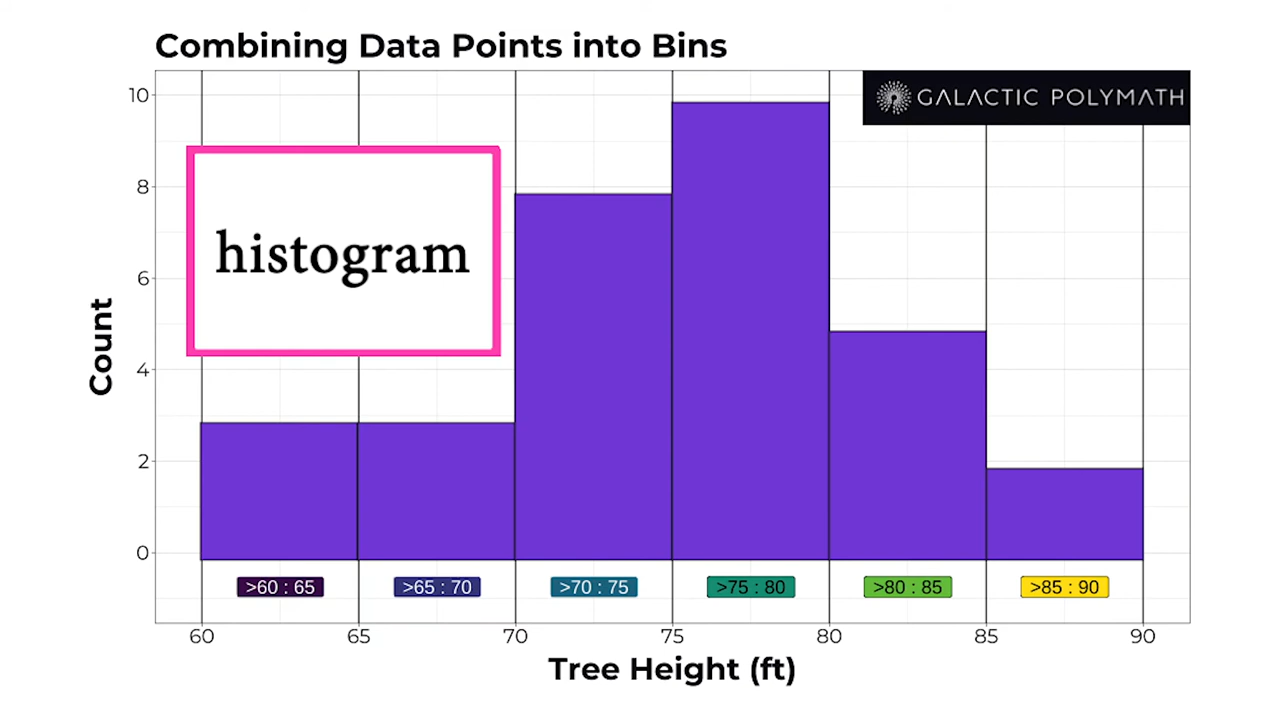 Combining Data Points into Bins
GALACTIC POLYMATH
histogram
Count
10
8
6
4
2
0
>60 : 65 >65 : 70 >70 : 75 >75 : 80 >80 : 85 >85 : 90
60 65 70 75 80 85 90
Tree Height (ft)